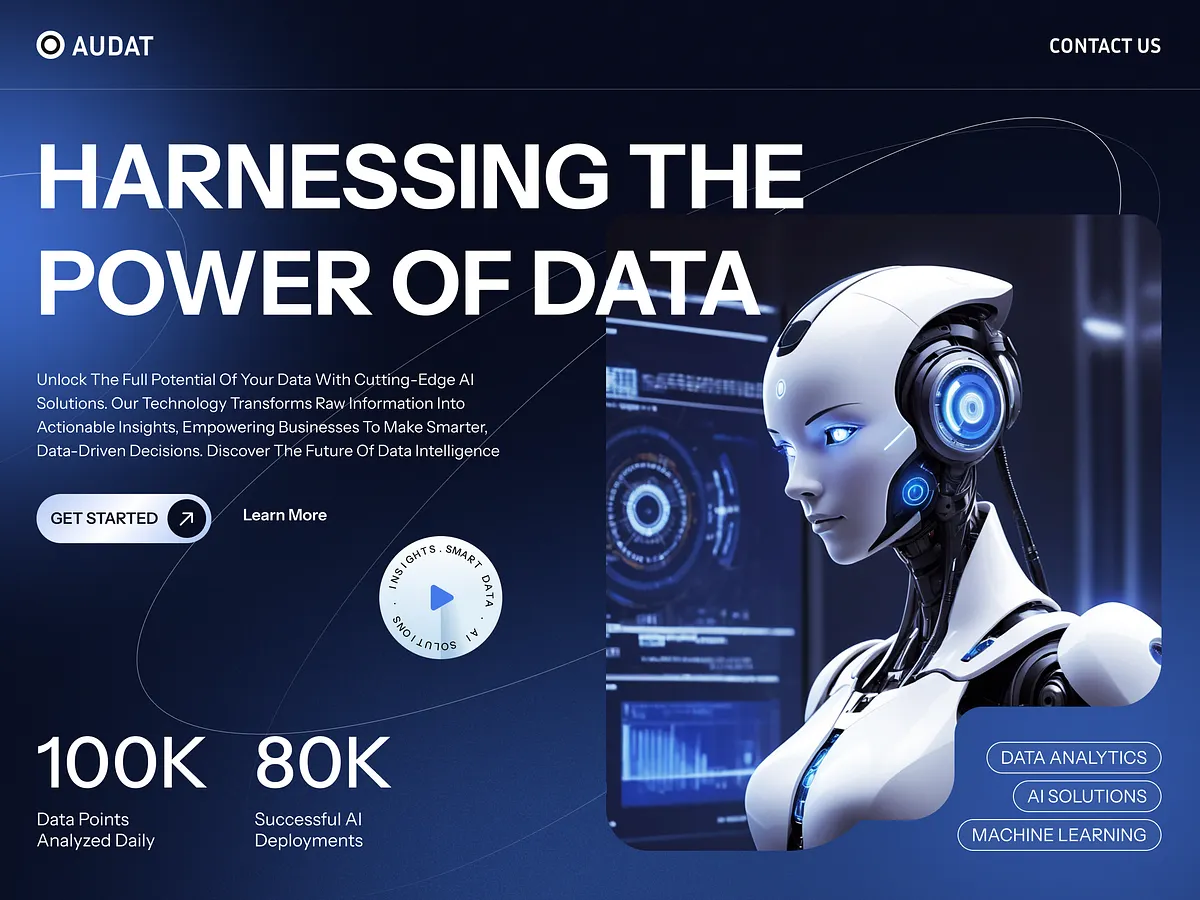 AUDAT
CONTACT US
HARNESSING THE
POWER OF DATA
Unlock The Full Potential Of Your Data With Cutting-Edge AI
Solutions. Our Technology Transforms Raw Information Into
Actionable Insights, Empowering Businesses To Make Smarter,
Data-Driven Decisions. Discover The Future Of Data Intelligence
GET STARTED
Learn More
INSIGHTS. SMART DATA · AI SOLUTIONS ·
100K
Data Points
Analyzed Daily
80K
Successful AI
Deployments
DATA ANALYTICS
AI SOLUTIONS
MACHINE LEARNING